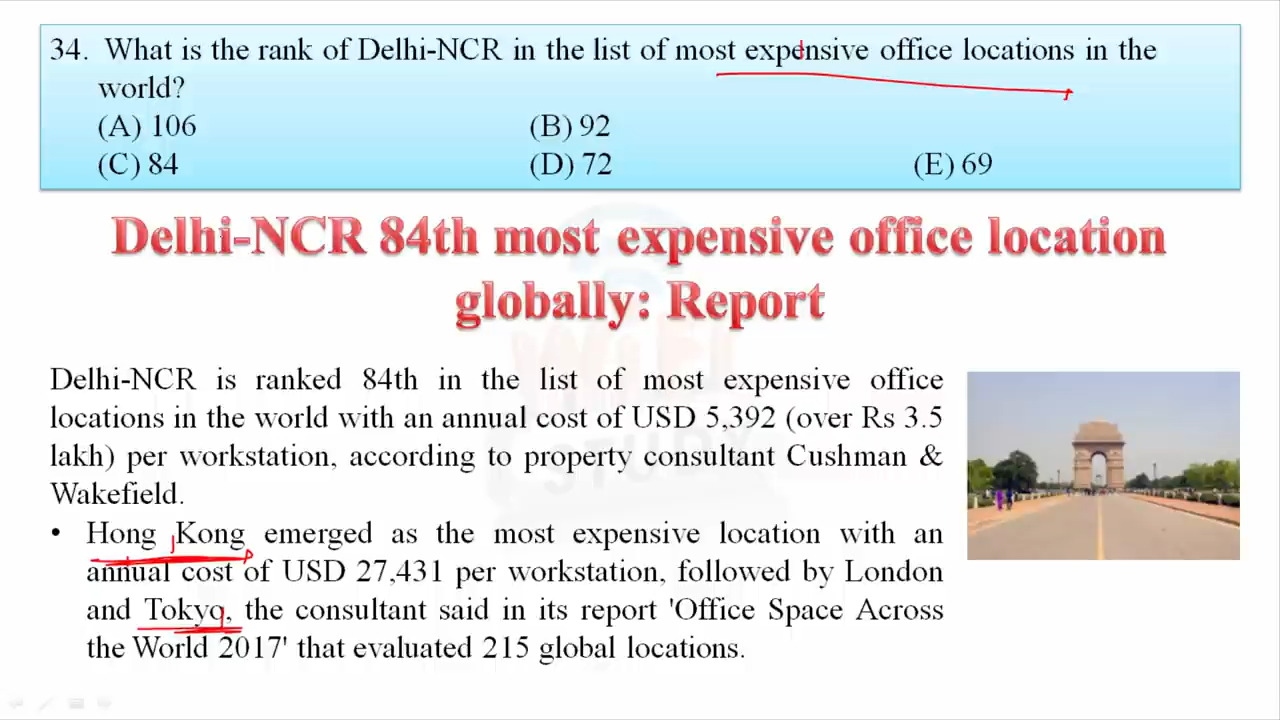 34. What is the rank of Delhi-NCR in the list of most expensive office locations in the
world?
(A) 106 (B) 92
(C) 84 (D) 72 (E) 69
Delhi-NCR 84th most expensive office location
globally: Report
Delhi-NCR is ranked 84th in the list of most expensive office
locations in the world with an annual cost of USD 5,392 (over Rs 3.5
lakh) per workstation, according to property consultant Cushman &
Wakefield.
• Hong Kong emerged as the most expensive location with an
annual cost of USD 27,431 per workstation, followed by London
and Tokyo, the consultant said in its report 'Office Space Across
the World 2017' that evaluated 215 global locations.
WiFi
STUDY